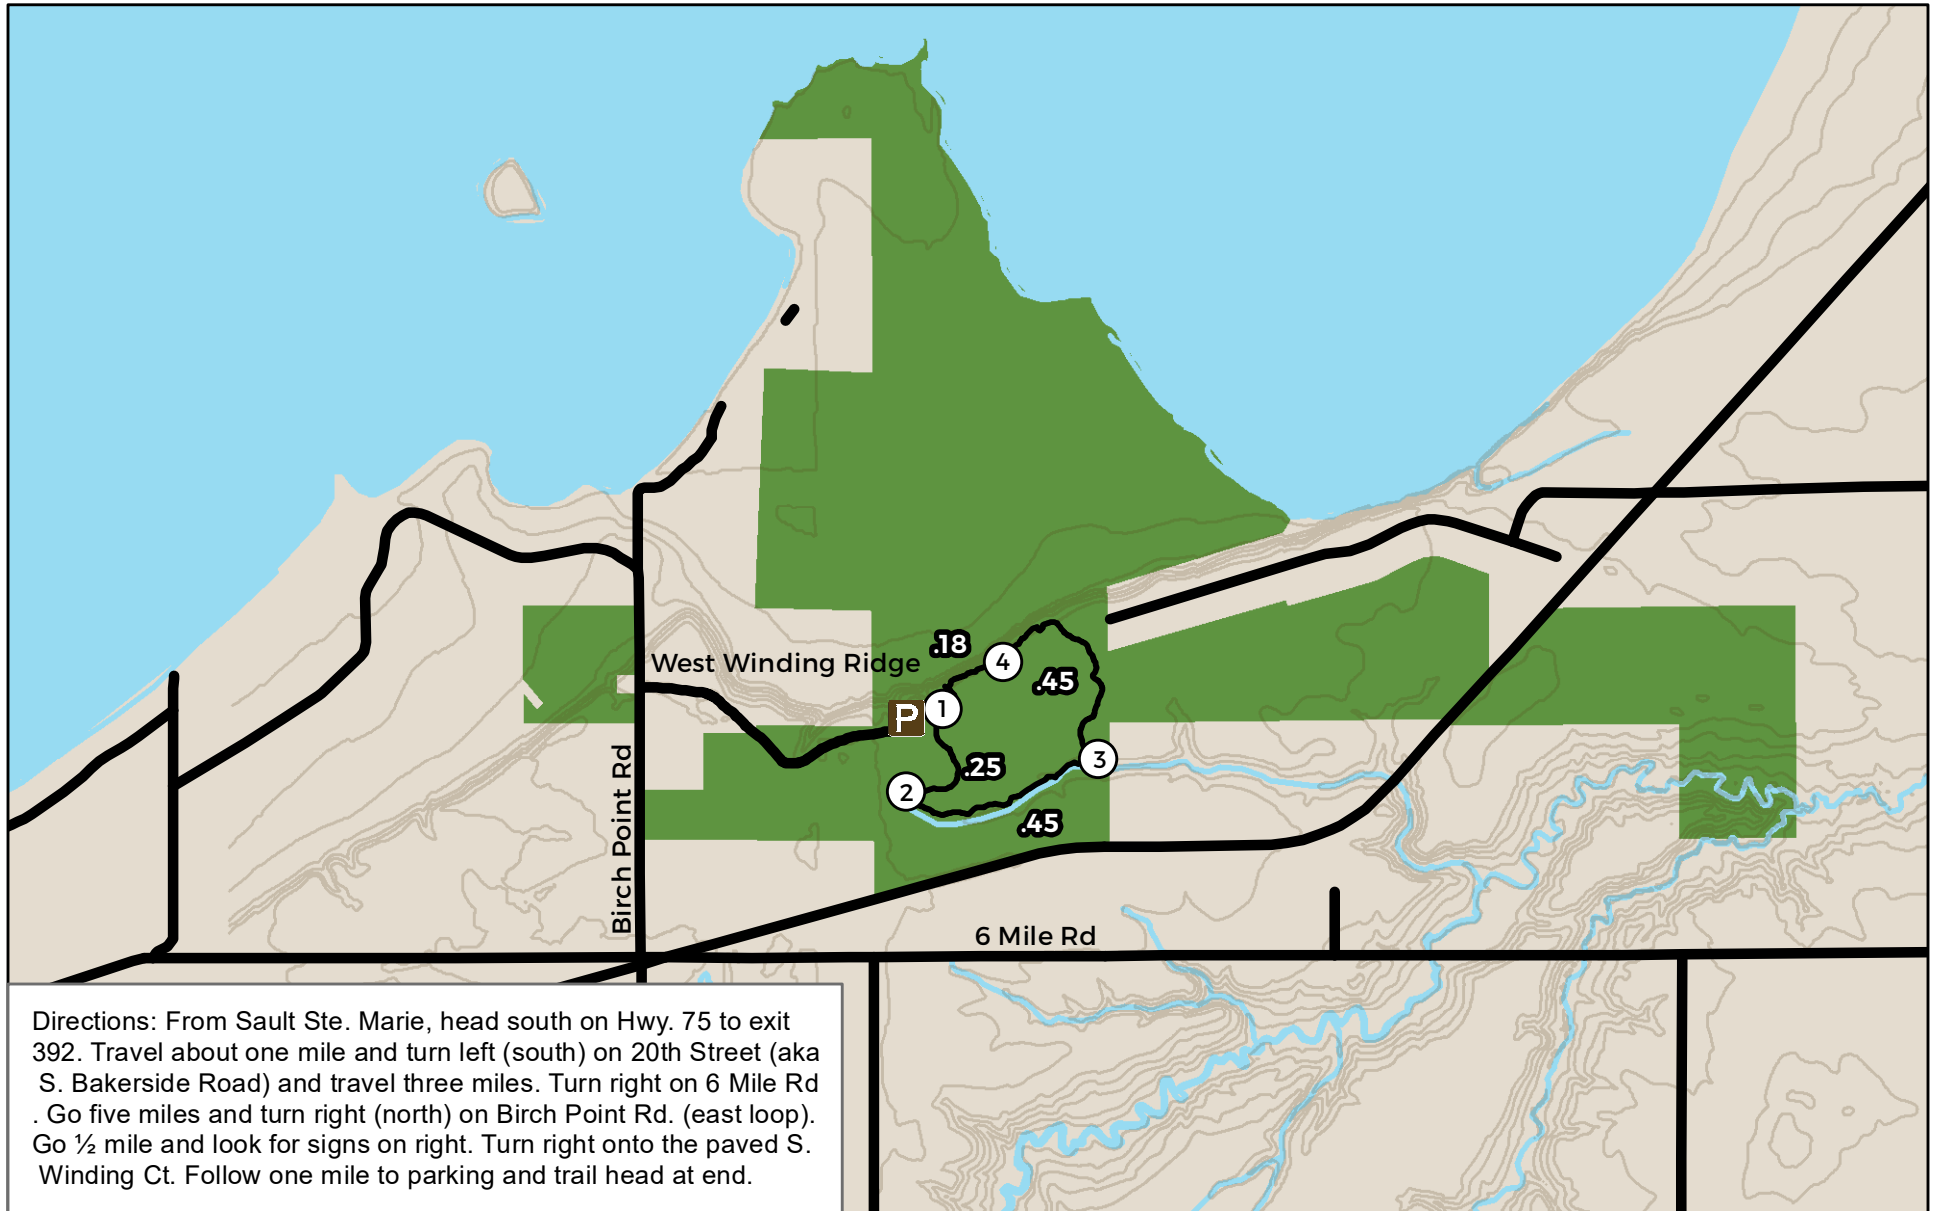 .18
4
West Winding Ridge
.45
1
P
3
.25
2
.45
Birch Point Rd
6 Mile Rd
Directions: From Sault Ste. Marie, head south on Hwy. 75 to exit
392. Travel about one mile and turn left (south) on 20th Street (aka
S. Bakerside Road) and travel three miles. Turn right on 6 Mile Rd
. Go five miles and turn right (north) on Birch Point Rd. (east loop).
Go ½ mile and look for signs on right. Turn right onto the paved S.
Winding Ct. Follow one mile to parking and trail head at end.